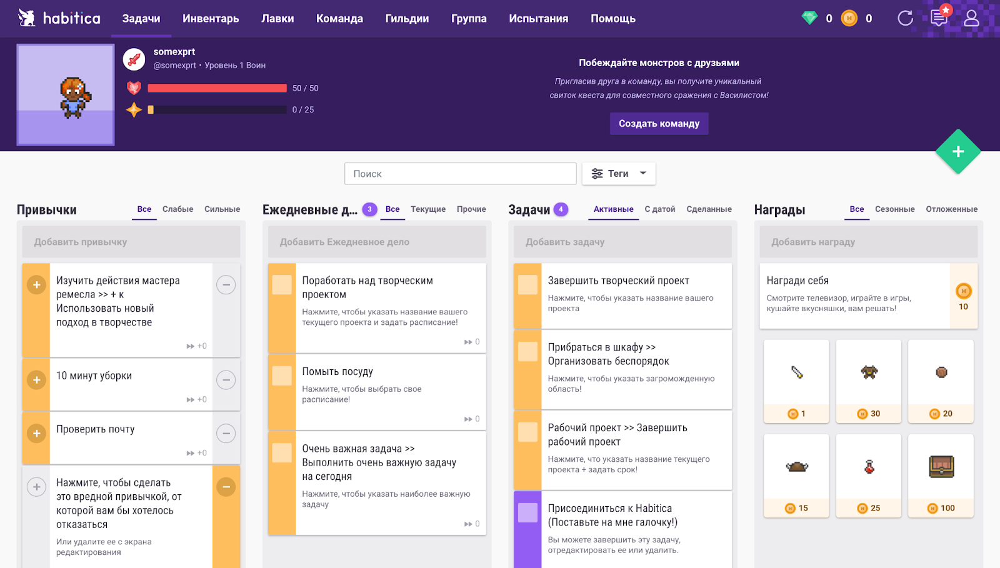 habitica
Задачи
Инвентарь
Лавки
Команда
Гильдии
Группа
Испытания
Помощь
0
0
somexprt
@somexprt • Уровень 1 Воин
50 / 50
0 / 25
Побеждайте монстров с друзьями
Пригласив друга в команду, вы получите уникальный
свиток квеста для совместного сражения с Василистом!
Создать команду
Поиск
Теги
Привычки
Все
Слабые
Сильные
Добавить привычку
Изучить действия мастера
ремесла >> + к
Использовать новый
подход в творчестве
+0
10 минут уборки
+0
Проверить почту
+0
Нажмите, чтобы сделать
это вредной привычкой, от
которой вам бы хотелось
отказаться
Или удалите ее с экрана
редактирования
Ежедневные д...
3
Все
Текущие
Прочие
Добавить Ежедневное дело
Поработать над творческим
проектом
Нажмите, чтобы указать название вашего
текущего проекта и задать расписание!
0
Помыть посуду
Нажмите, чтобы выбрать свое
расписание!
0
Очень важная задача >>
Выполнить очень важную задачу
на сегодня
Нажмите, чтобы указать наиболее важную
задачу
0
Задачи
4
Активные
С датой
Сделанные
Добавить задачу
Завершить творческий проект
Нажмите, чтобы указать название вашего
проекта
Прибраться в шкафу >>
Организовать беспорядок
Нажмите, чтобы указать загроможденную
область!
Рабочий проект >> Завершить
рабочий проект
Нажмите, что указать название текущего
проекта + задать срок!
Присоединиться к Habitica
(Поставьте на мне галочку!)
Вы можете завершить эту задачу,
отредактировать ее или удалить.
Награды
Все
Сезонные
Отложенные
Добавить награду
Награди себя
Смотрите телевизор, играйте в игры,
кушайте вкусняшки, вам решать!
10
1
30
20
15
25
100